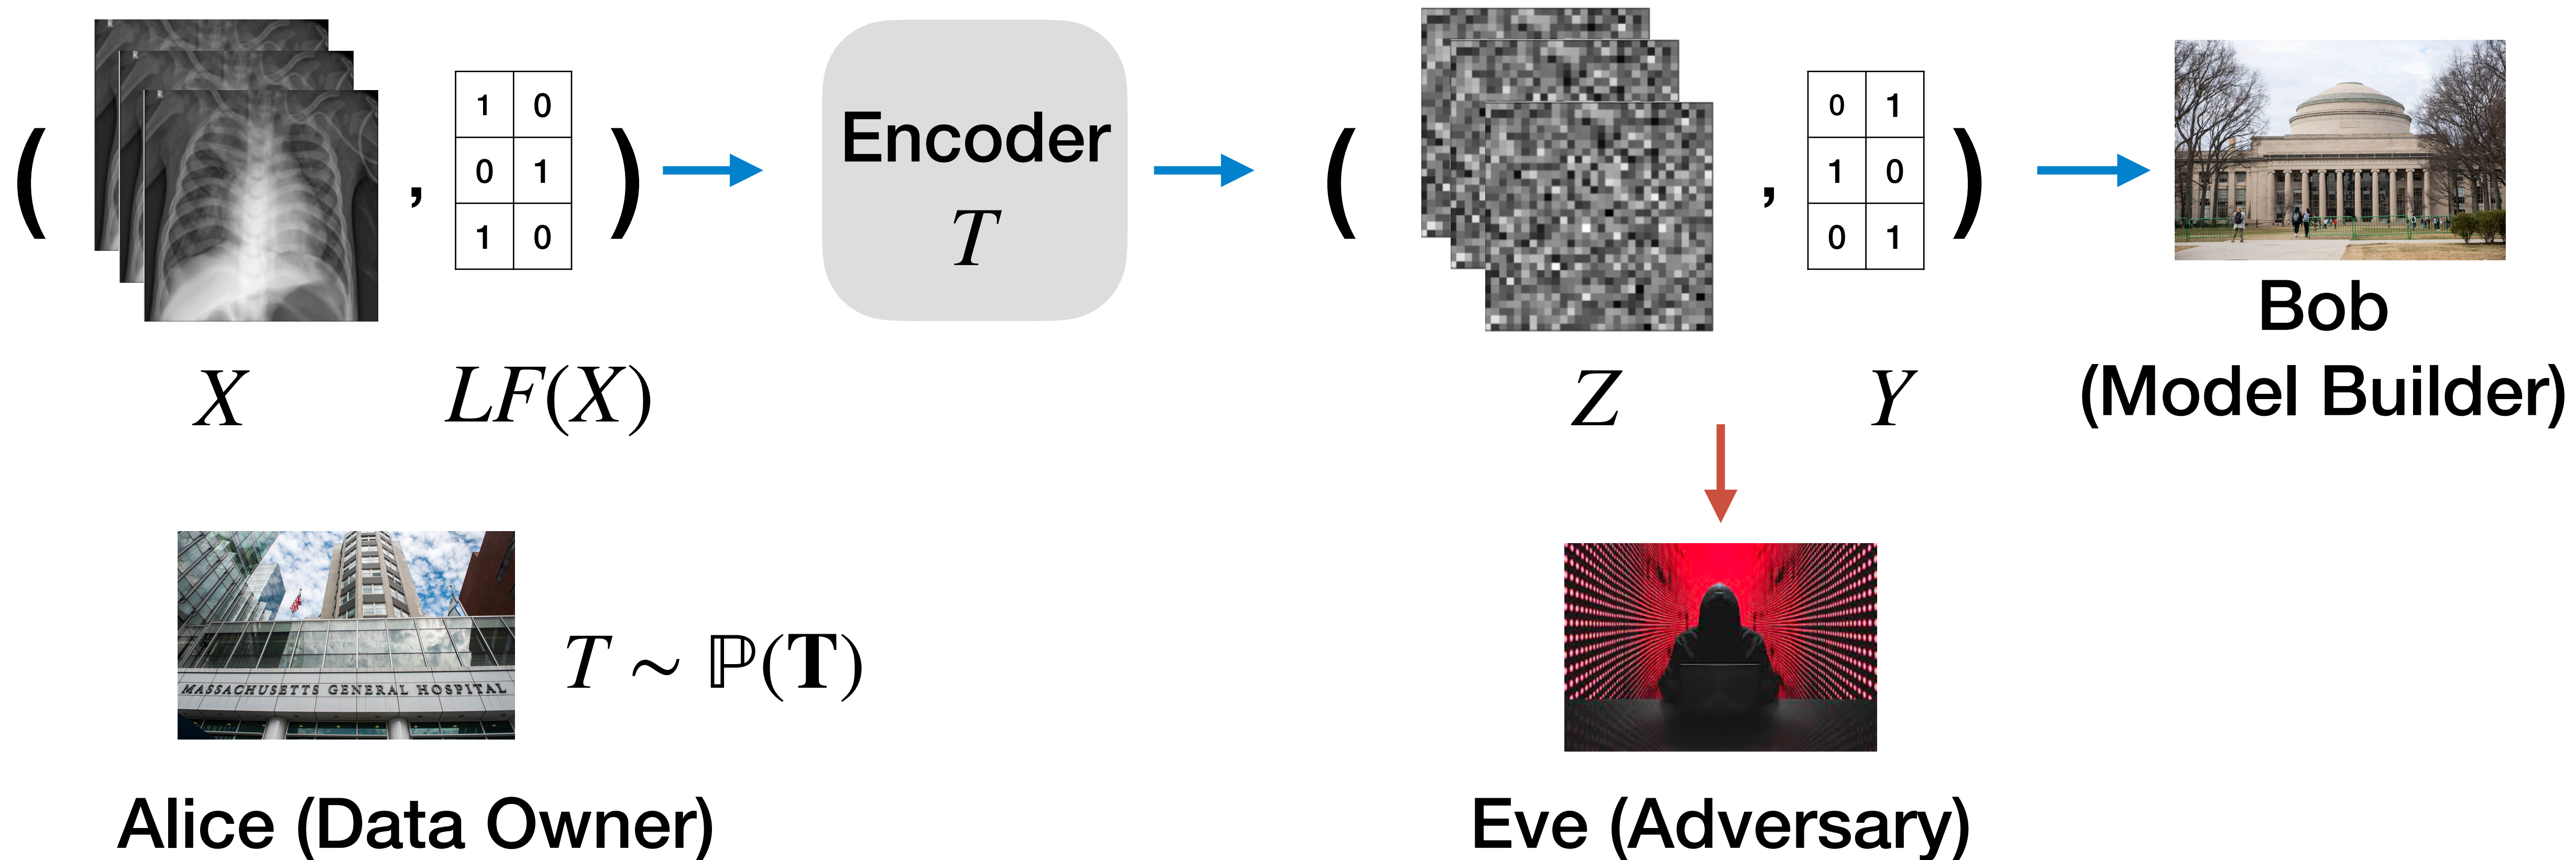 ( , 1 0 ) Encoder ( , 0 1 )
0 1 T 1 0
1 0 0 1
X LF(X) Z Y
Bob
(Model Builder)
MASSACHUSETTS GENERAL HOSPITAL
T ∼ ℙ(𝐓)
Alice (Data Owner)
Eve (Adversary)